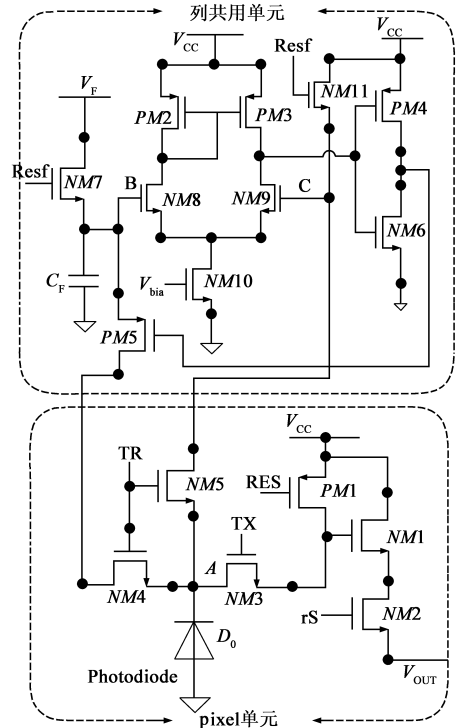 列共用单元
VCC
VCC
Resf
NM11
VF
PM2
PM3
PM4
Resf
NM7
B
NM8
NM9
C
NM6
CF
Vbia
NM10
PM5
VCC
TR
RES
PM1
NM5
TX
A
NM1
NM4
NM3
rS
NM2
D0
Photodiode
VOUT
pixel单元